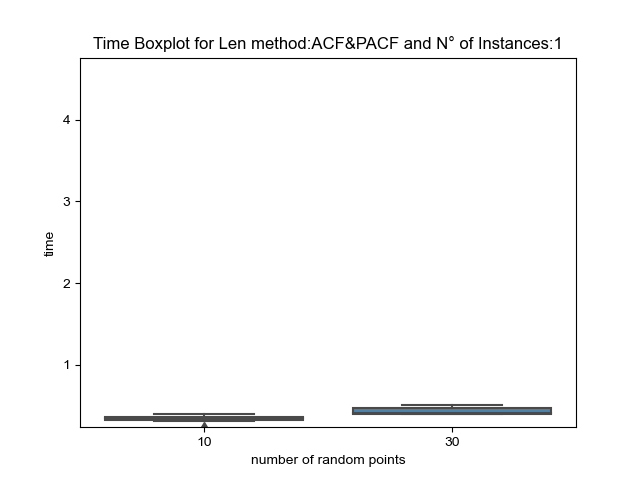 Time Boxplot for Len method:ACF&PACF and N° of Instances:1
4
3
2
1
time
10
30
number of random points